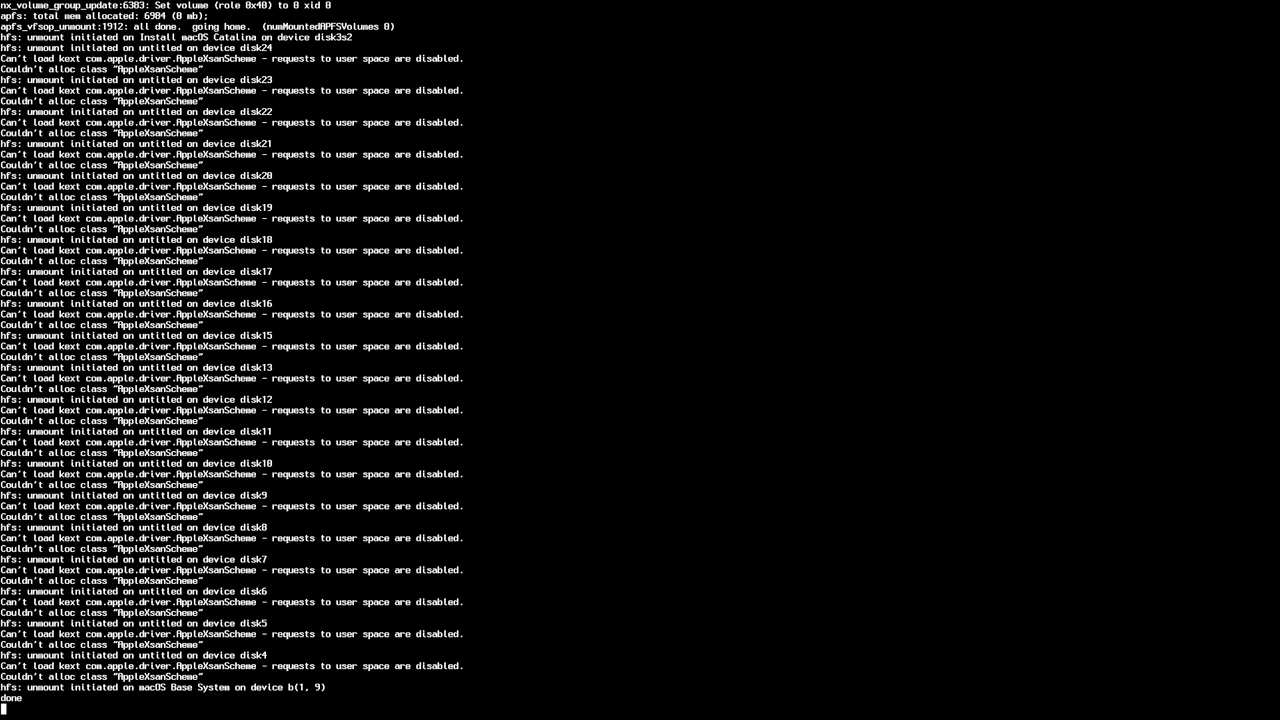 nx_volume_group_update:6383: Set volume (role 0x40) to 0 xid 0
apfs: total mem allocated: 6984 (0 mb);
apfs_vfsop_unmount:1912: all done.  going home.  (numMountedAPFSVolumes 0)
hfs: unmount initiated on Install macOS Catalina on device disk3s2
hfs: unmount initiated on untitled on device disk24
Can't load kext com.apple.driver.AppleXsanScheme - requests to user space are disabled.
Couldn't alloc class "AppleXsanScheme"
hfs: unmount initiated on untitled on device disk23
Can't load kext com.apple.driver.AppleXsanScheme - requests to user space are disabled.
Couldn't alloc class "AppleXsanScheme"
hfs: unmount initiated on untitled on device disk22
Can't load kext com.apple.driver.AppleXsanScheme - requests to user space are disabled.
Couldn't alloc class "AppleXsanScheme"
hfs: unmount initiated on untitled on device disk21
Can't load kext com.apple.driver.AppleXsanScheme - requests to user space are disabled.
Couldn't alloc class "AppleXsanScheme"
hfs: unmount initiated on untitled on device disk20
Can't load kext com.apple.driver.AppleXsanScheme - requests to user space are disabled.
Couldn't alloc class "AppleXsanScheme"
hfs: unmount initiated on untitled on device disk19
Can't load kext com.apple.driver.AppleXsanScheme - requests to user space are disabled.
Couldn't alloc class "AppleXsanScheme"
hfs: unmount initiated on untitled on device disk18
Can't load kext com.apple.driver.AppleXsanScheme - requests to user space are disabled.
Couldn't alloc class "AppleXsanScheme"
hfs: unmount initiated on untitled on device disk17
Can't load kext com.apple.driver.AppleXsanScheme - requests to user space are disabled.
Couldn't alloc class "AppleXsanScheme"
hfs: unmount initiated on untitled on device disk16
Can't load kext com.apple.driver.AppleXsanScheme - requests to user space are disabled.
Couldn't alloc class "AppleXsanScheme"
hfs: unmount initiated on untitled on device disk15
Can't load kext com.apple.driver.AppleXsanScheme - requests to user space are disabled.
Couldn't alloc class "AppleXsanScheme"
hfs: unmount initiated on untitled on device disk13
Can't load kext com.apple.driver.AppleXsanScheme - requests to user space are disabled.
Couldn't alloc class "AppleXsanScheme"
hfs: unmount initiated on untitled on device disk12
Can't load kext com.apple.driver.AppleXsanScheme - requests to user space are disabled.
Couldn't alloc class "AppleXsanScheme"
hfs: unmount initiated on untitled on device disk11
Can't load kext com.apple.driver.AppleXsanScheme - requests to user space are disabled.
Couldn't alloc class "AppleXsanScheme"
hfs: unmount initiated on untitled on device disk10
Can't load kext com.apple.driver.AppleXsanScheme - requests to user space are disabled.
Couldn't alloc class "AppleXsanScheme"
hfs: unmount initiated on untitled on device disk9
Can't load kext com.apple.driver.AppleXsanScheme - requests to user space are disabled.
Couldn't alloc class "AppleXsanScheme"
hfs: unmount initiated on untitled on device disk8
Can't load kext com.apple.driver.AppleXsanScheme - requests to user space are disabled.
Couldn't alloc class "AppleXsanScheme"
hfs: unmount initiated on untitled on device disk7
Can't load kext com.apple.driver.AppleXsanScheme - requests to user space are disabled.
Couldn't alloc class "AppleXsanScheme"
hfs: unmount initiated on untitled on device disk6
Can't load kext com.apple.driver.AppleXsanScheme - requests to user space are disabled.
Couldn't alloc class "AppleXsanScheme"
hfs: unmount initiated on untitled on device disk5
Can't load kext com.apple.driver.AppleXsanScheme - requests to user space are disabled.
Couldn't alloc class "AppleXsanScheme"
hfs: unmount initiated on untitled on device disk4
Can't load kext com.apple.driver.AppleXsanScheme - requests to user space are disabled.
Couldn't alloc class "AppleXsanScheme"
hfs: unmount initiated on macOS Base System on device b(1, 9)
done